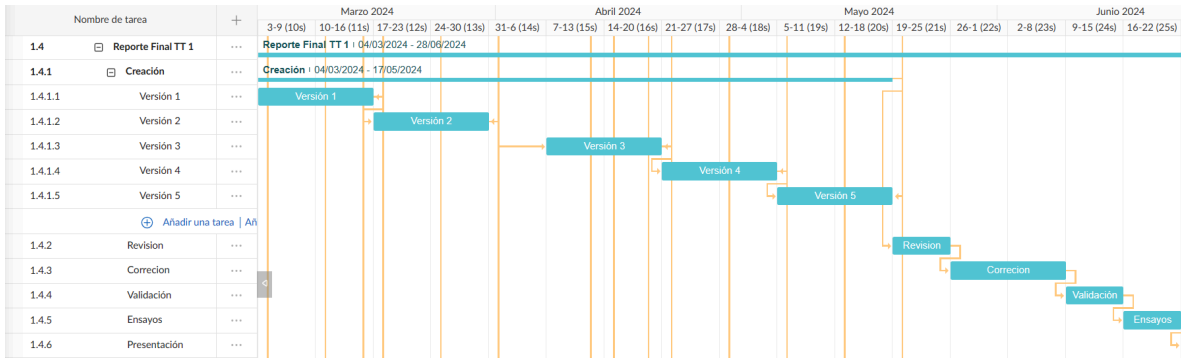 Nombre de tarea
Marzo 2024 Abril 2024 Mayo 2024 Junio 2024
3-9 (10s) 10-16 (11s) 17-23 (12s) 24-30 (13s) 31-6 (14s) 7-13 (15s) 14-20 (16s) 21-27 (17s) 28-4 (18s) 5-11 (19s) 12-18 (20s) 19-25 (21s) 26-1 (22s) 2-8 (23s) 9-15 (24s) 16-22 (25s)
1.4 Reporte Final TT 1 ... Reporte Final TT 1 04/03/2024 - 28/06/2024
1.4.1 Creación ... Creación 04/03/2024 - 17/05/2024
1.4.1.1 Versión 1 ... Versión 1
1.4.1.2 Versión 2 ... Versión 2
1.4.1.3 Versión 3 ... Versión 3
1.4.1.4 Versión 4 ... Versión 4
1.4.1.5 Versión 5 ... Versión 5
Añadir una tarea | Añ
1.4.2 Revision ... Revision
1.4.3 Correcion ... Correcion
1.4.4 Validación ... Validación
1.4.5 Ensayos ... Ensayos
1.4.6 Presentación ...